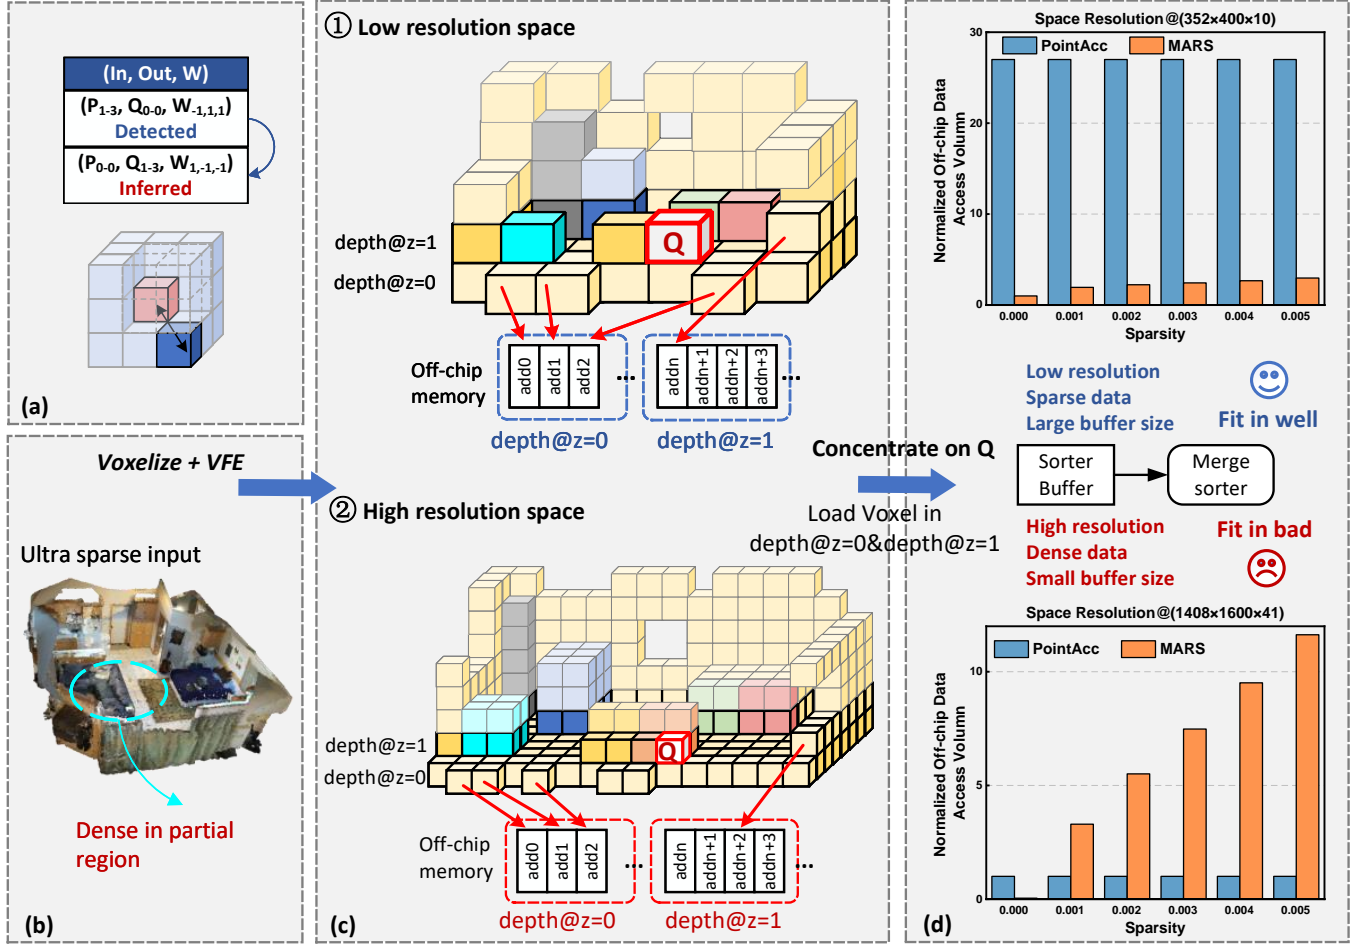 (In, Out, W)
(P1-3, Q0-0, W-1,1,1)
Detected
(P0-0, Q1-3, W1,-1,-1)
Inferred
(a)
Voxelize + VFE
Ultra sparse input
Dense in partial
region
(b)
① Low resolution space
Q
depth@z=1
depth@z=0
Off-chip
memory
add0
add1
add2
...
addn
addn+1
addn+2
addn+3
...
depth@z=0
depth@z=1
② High resolution space
Q
depth@z=1
depth@z=0
Off-chip
memory
add0
add1
add2
...
addn
addn+1
addn+2
addn+3
...
depth@z=0
depth@z=1
(c)
Concentrate on Q
Load Voxel in
depth@z=0&depth@z=1
Space Resolution@(352×400×10)
PointAcc
MARS
Normalized Off-chip Data
Access Volumn
30
20
10
0
0.000
0.001
0.002
0.003
0.004
0.005
Sparsity
Low resolution
Sparse data
Large buffer size
Fit in well
Sorter
Buffer
Merge
sorter
High resolution
Dense data
Small buffer size
Fit in bad
Space Resolution@(1408×1600×41)
PointAcc
MARS
Normalized Off-chip Data
Access Volumn
10
5
0
0.000
0.001
0.002
0.003
0.004
0.005
(d)
Sparsity